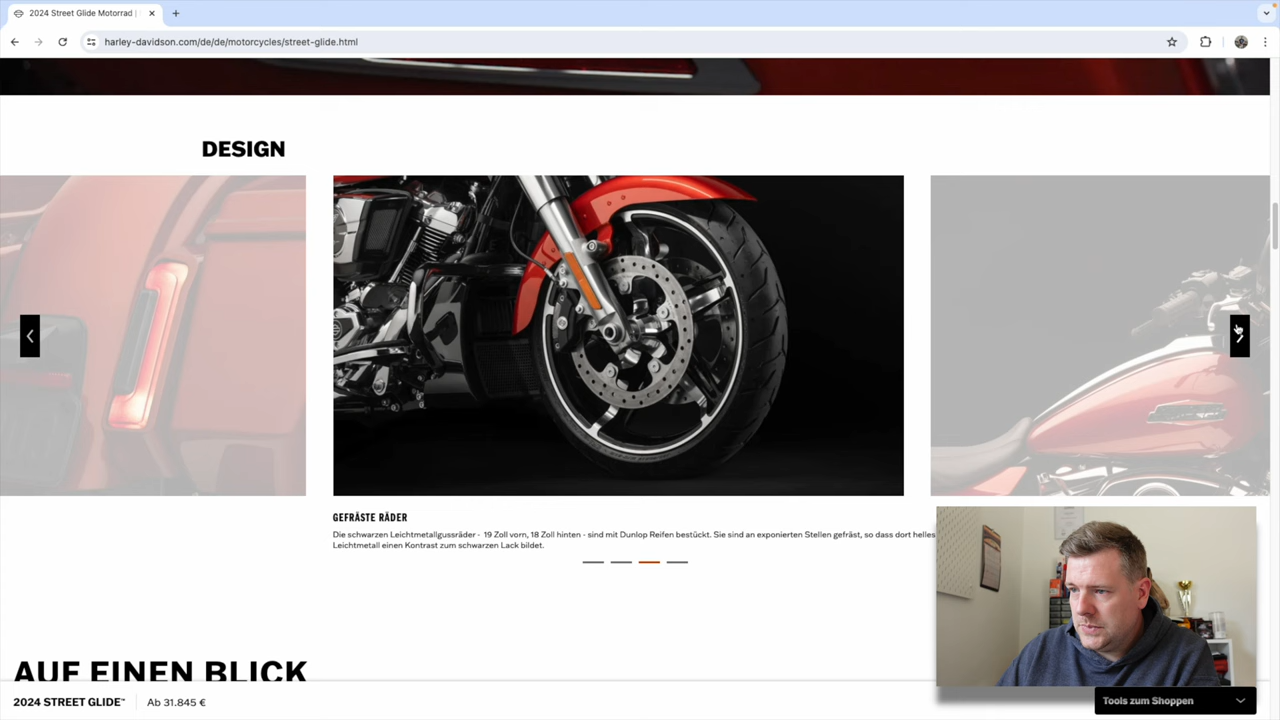 2024 Street Glide Motorrad |
harley-davidson.com/de/de/motorcycles/street-glide.html
DESIGN
GEFRÄSTE RÄDER
Die schwarzen Leichtmetallgussräder - 19 Zoll vorn, 18 Zoll hinten - sind mit Dunlop Reifen bestückt. Sie sind an exponierten Stellen gefräst, so dass dort helles
Leichtmetall einen Kontrast zum schwarzen Lack bildet.
AUF EINEN BLICK
2024 STREET GLIDE™
Ab 31.845 €
Tools zum Shoppen